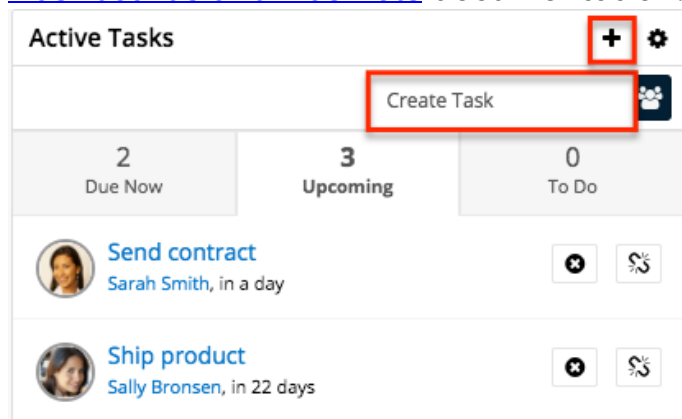 Active Tasks
Create Task
2 3 0
Due Now Upcoming To Do
Send contract
Sarah Smith, in a day
Ship product
Sally Bronsen, in 22 days